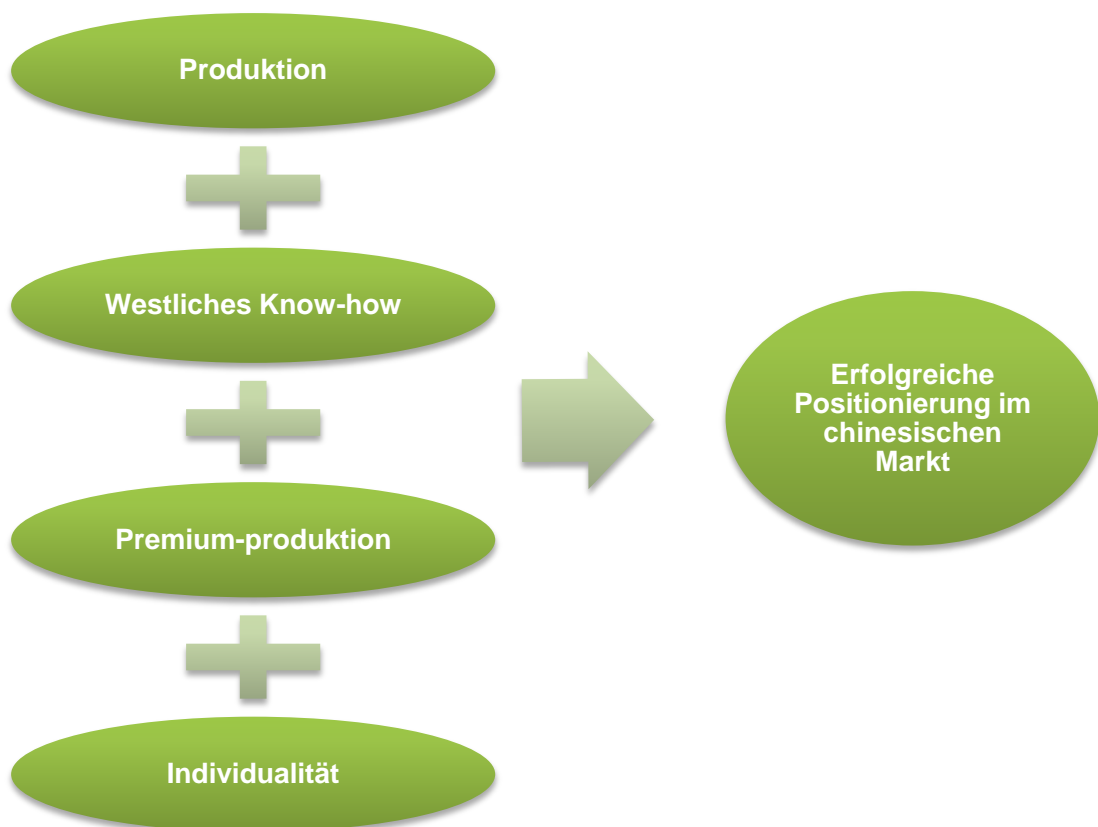 Produktion
Westliches Know-how
Premium-produktion
Individualität
Erfolgreiche
Positionierung im
chinesischen
Markt